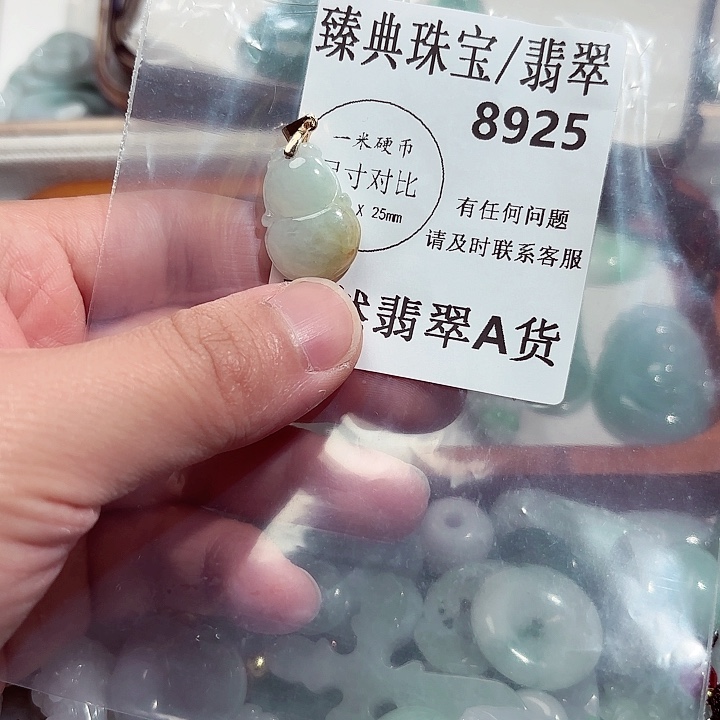 臻典珠宝/翡翠
8925
一米硬币
尺寸对比
X 25mm
有任何问题
请及时联系客服
翡翠A货